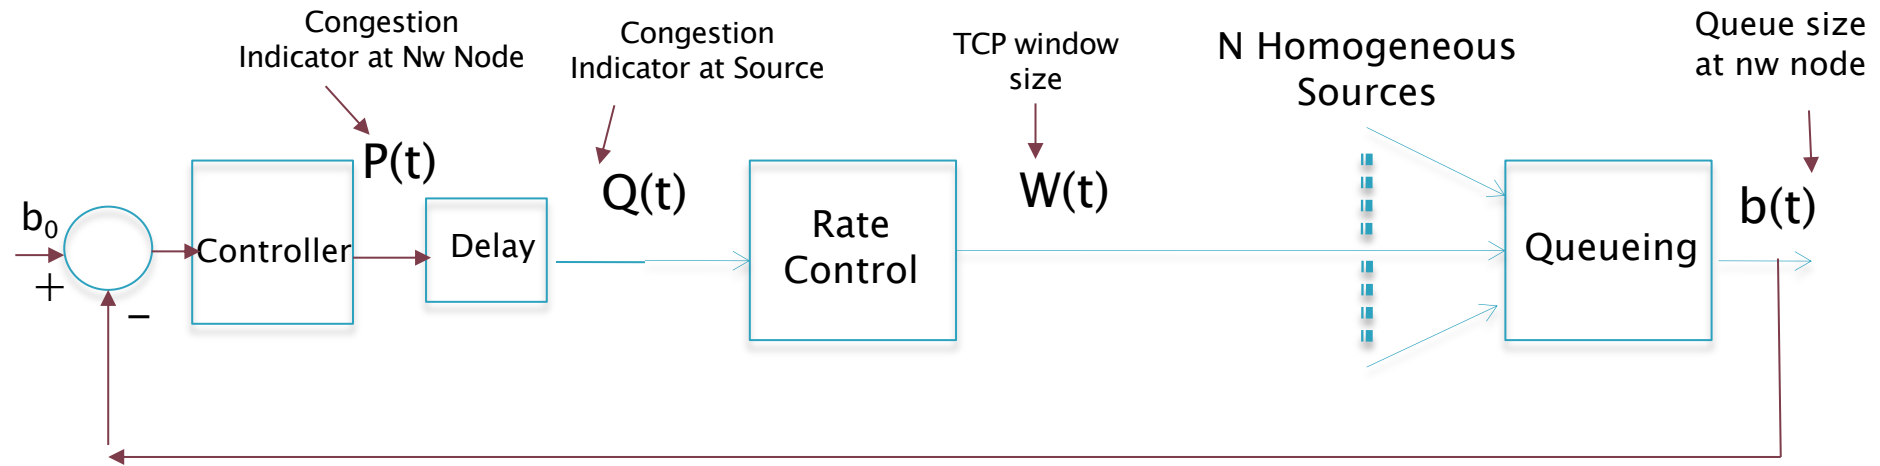 Congestion
Indicator at Nw Node
Congestion
Indicator at Source
TCP window
size
N Homogeneous
Sources
Queue size
at nw node
P(t)
Q(t)
W(t)
b(t)
b₀
+
−
Controller
Delay
Rate
Control
Queueing